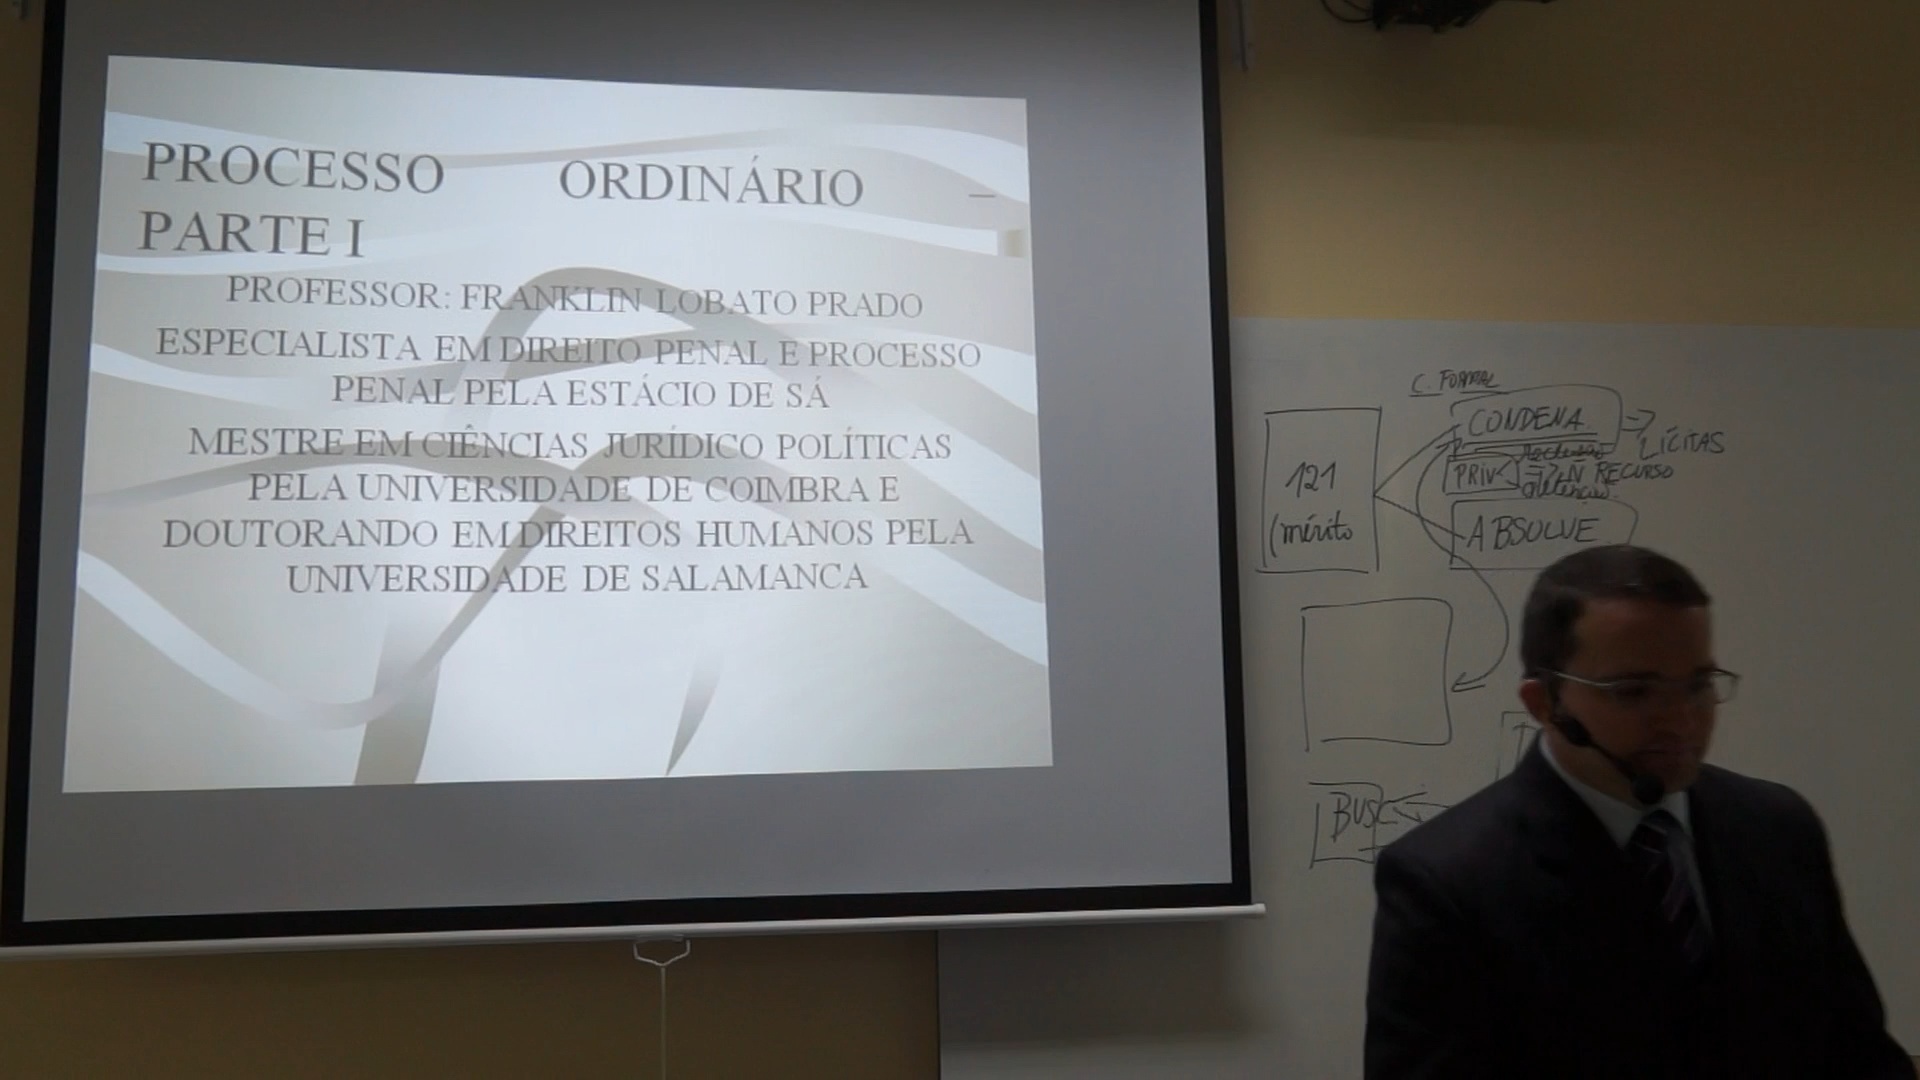 PROCESSO ORDINÁRIO –
PARTE I
PROFESSOR: FRANKLIN LOBATO PRADO
ESPECIALISTA EM DIREITO PENAL E PROCESSO
PENAL PELA ESTÁCIO DE SÁ
MESTRE EM CIÊNCIAS JURÍDICO POLÍTICAS
PELA UNIVERSIDADE DE COIMBRA E
DOUTORANDO EM DIREITOS HUMANOS PELA
UNIVERSIDADE DE SALAMANCA
C. FORMAL
CONDENA
LÍCITAS
121
(mérito
PRIV
reclusão
N RECURSO
detenção
ABSOLVE
BUSC